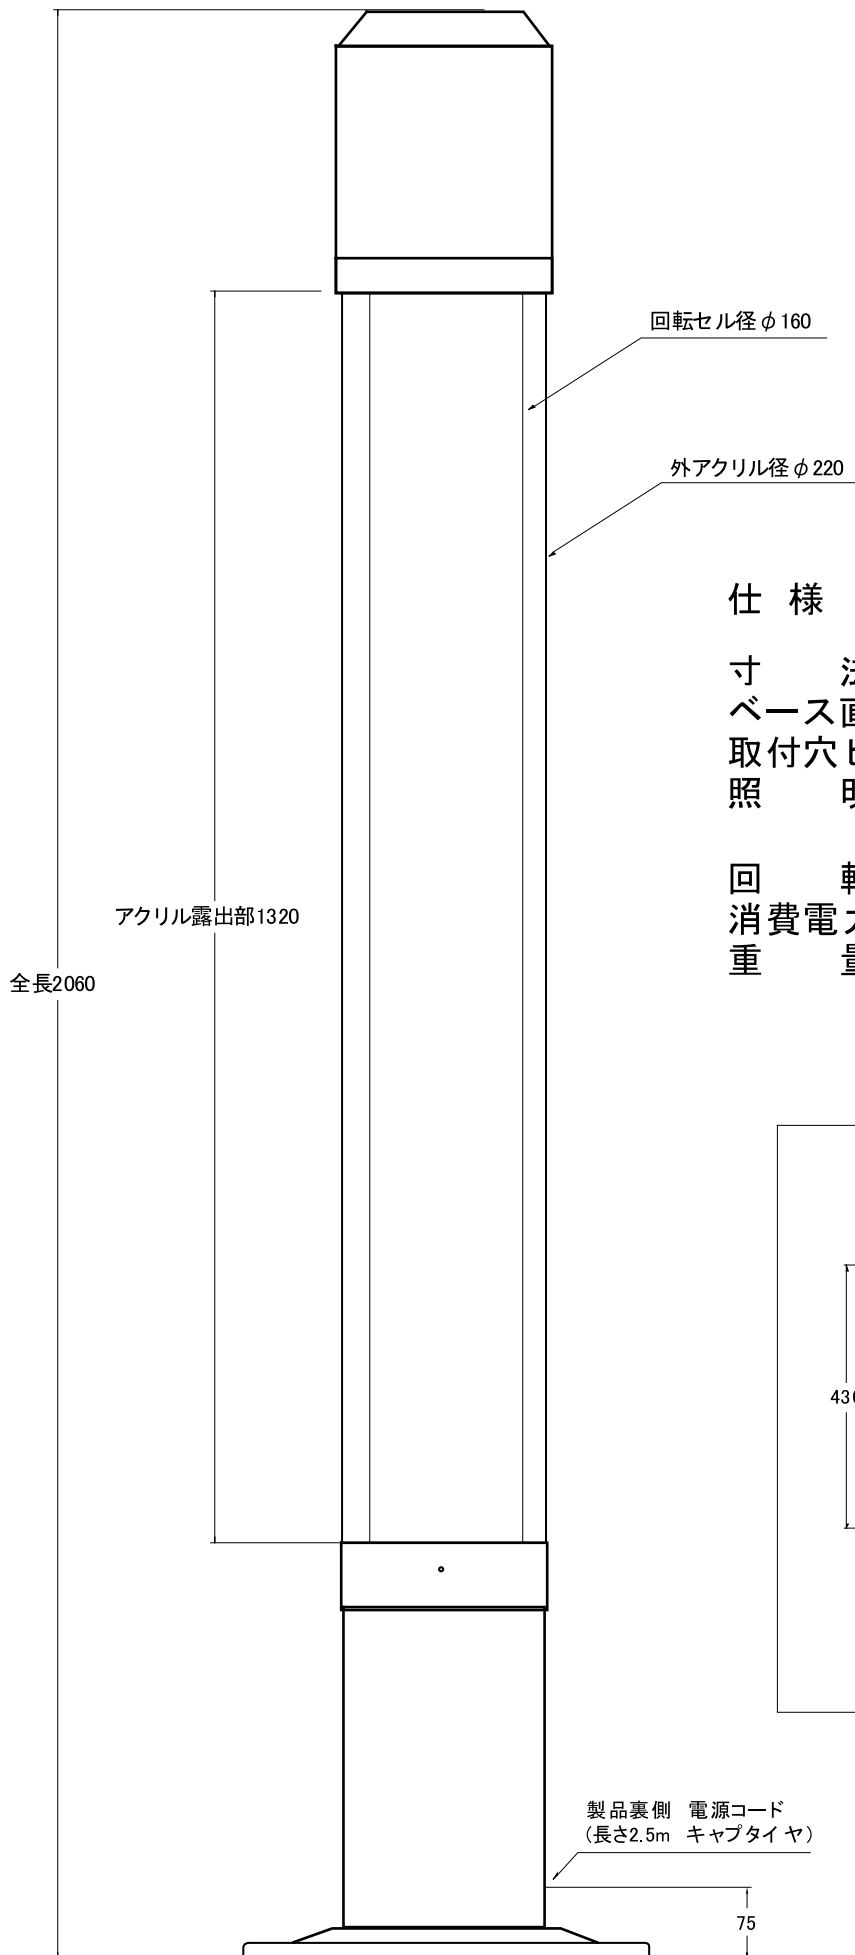 回転セル径φ160
外アクリル径φ220
仕様
寸
ベース
取付穴
照
回
消費電
重
アクリル露出部1320
全長2060
製品裏側 電源コード
(長さ2.5m キャプタイヤ)
75